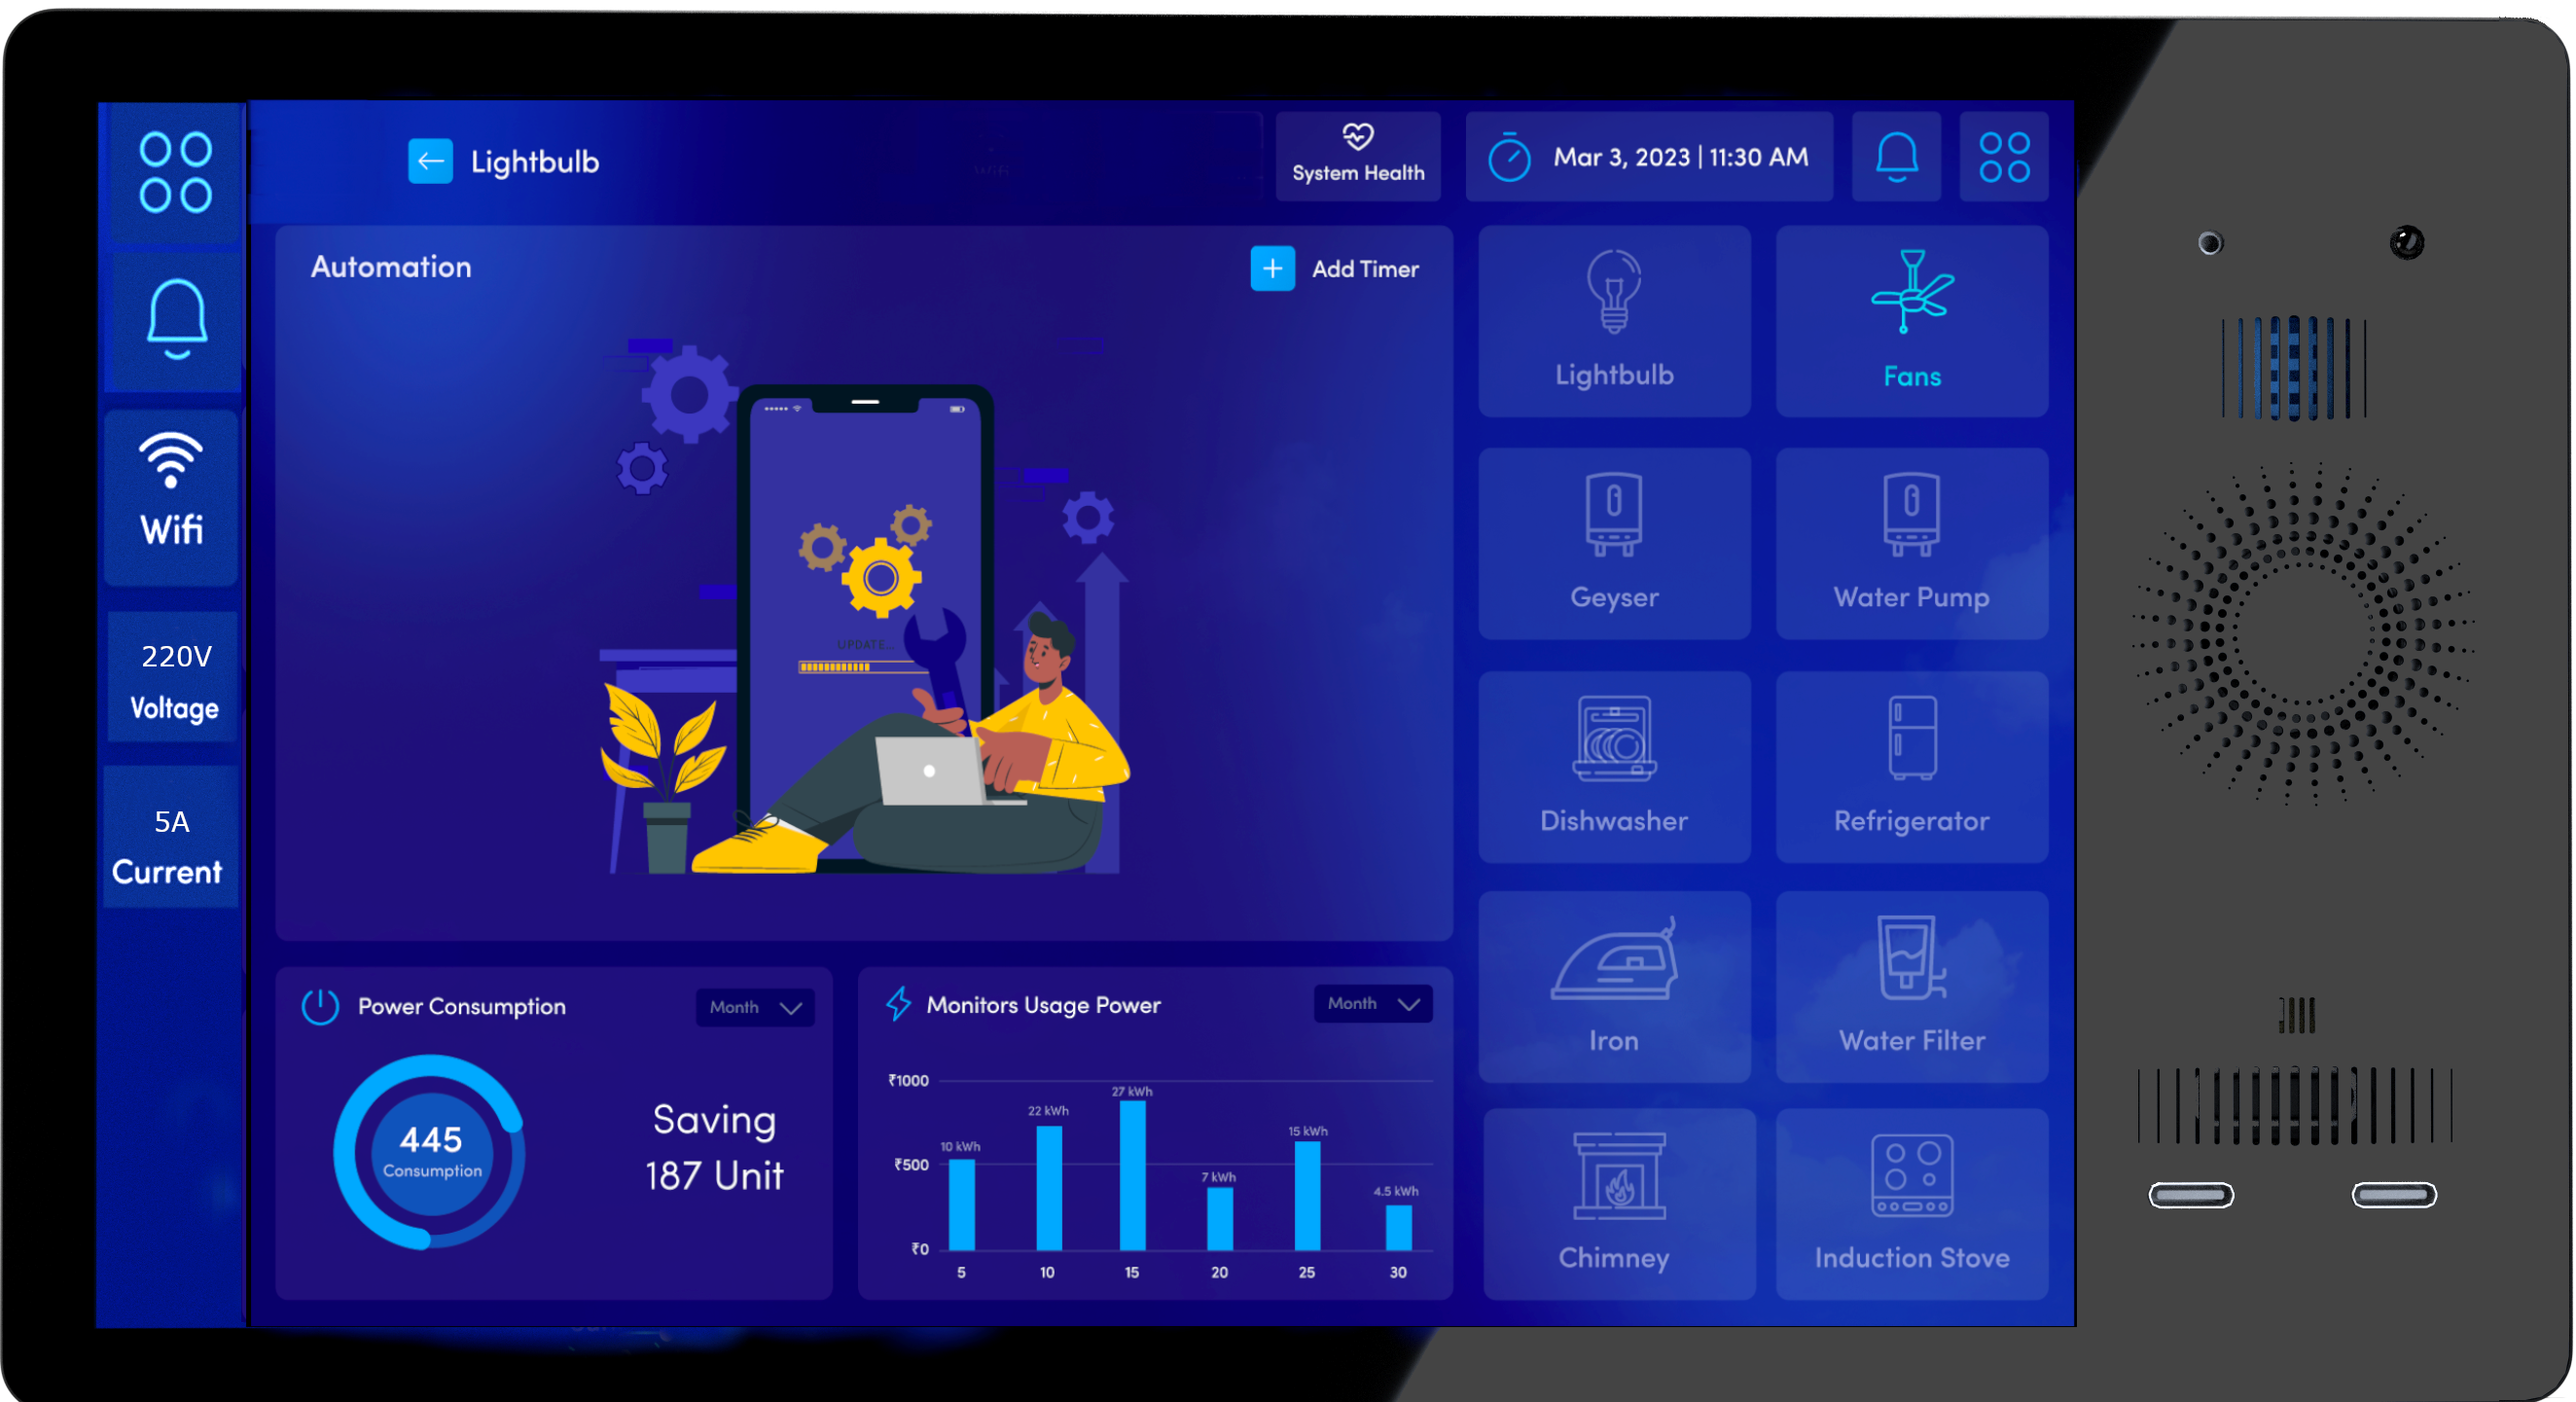 Lightbulb
System Health
Mar 3, 2023 | 11:30 AM
Wifi
220V
Voltage
5A
Current
Automation
Add Timer
UPDATE...
Lightbulb
Fans
Geyser
Water Pump
Dishwasher
Refrigerator
Iron
Water Filter
Chimney
Induction Stove
Power Consumption
Month
445
Consumption
Saving
187 Unit
Monitors Usage Power
Month
₹1000
₹500
₹0
10 kWh
22 kWh
27 kWh
7 kWh
15 kWh
4.5 kWh
5
10
15
20
25
30